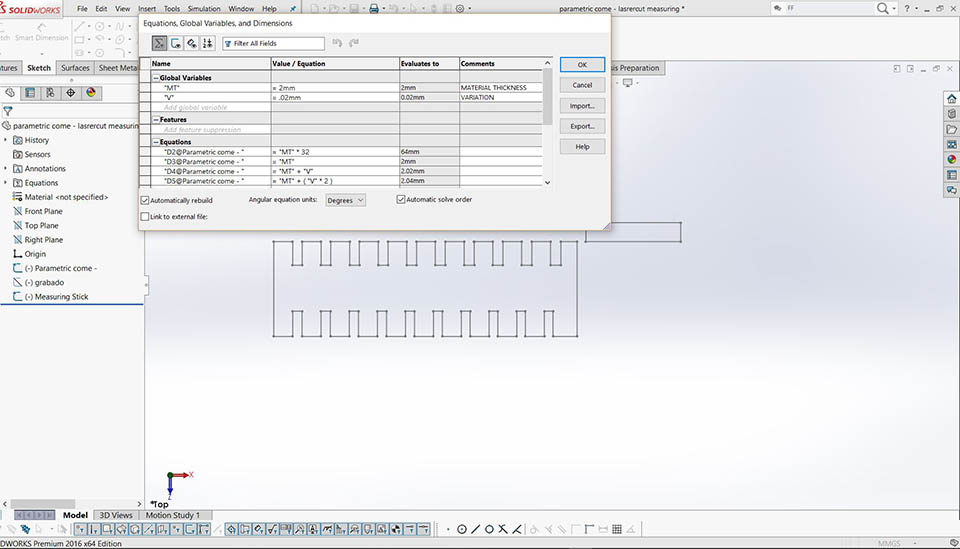 SOLIDWORKS
File Edit View Insert Tools Simulation Window Help
parametric come - lasrercut measuring *
FF
Smart Dimension
Equations, Global Variables, and Dimensions
Filter All Fields
tures Sketch Surfaces Sheet Meta
sis Preparation
Name Value / Equation Evaluates to Comments
Global Variables
"MT" = 2mm 2mm MATERIAL THICKNESS
"V" = .02mm 0.02mm VARIATION
Add global variable
Features
Add feature suppression
Equations
"D2@Parametric come - " = "MT" * 32 64mm
"D3@Parametric come - " = "MT" 2mm
"D4@Parametric come - " = "MT" + "V" 2.02mm
"D5@Parametric come - " = "MT" + ( "V" * 2 ) 2.04mm
OK
Cancel
Import...
Export...
Help
Automatically rebuild
Angular equation units: Degrees
Automatic solve order
Link to external file:
parametric come - lasrercut measuring
History
Sensors
Annotations
Equations
Material <not specified>
Front Plane
Top Plane
Right Plane
Origin
(-) Parametric come -
(-) grabado
(-) Measuring Stick
X
Z
*Top
Model 3D Views Motion Study 1
DWORKS Premium 2016 x64 Edition
MMGS